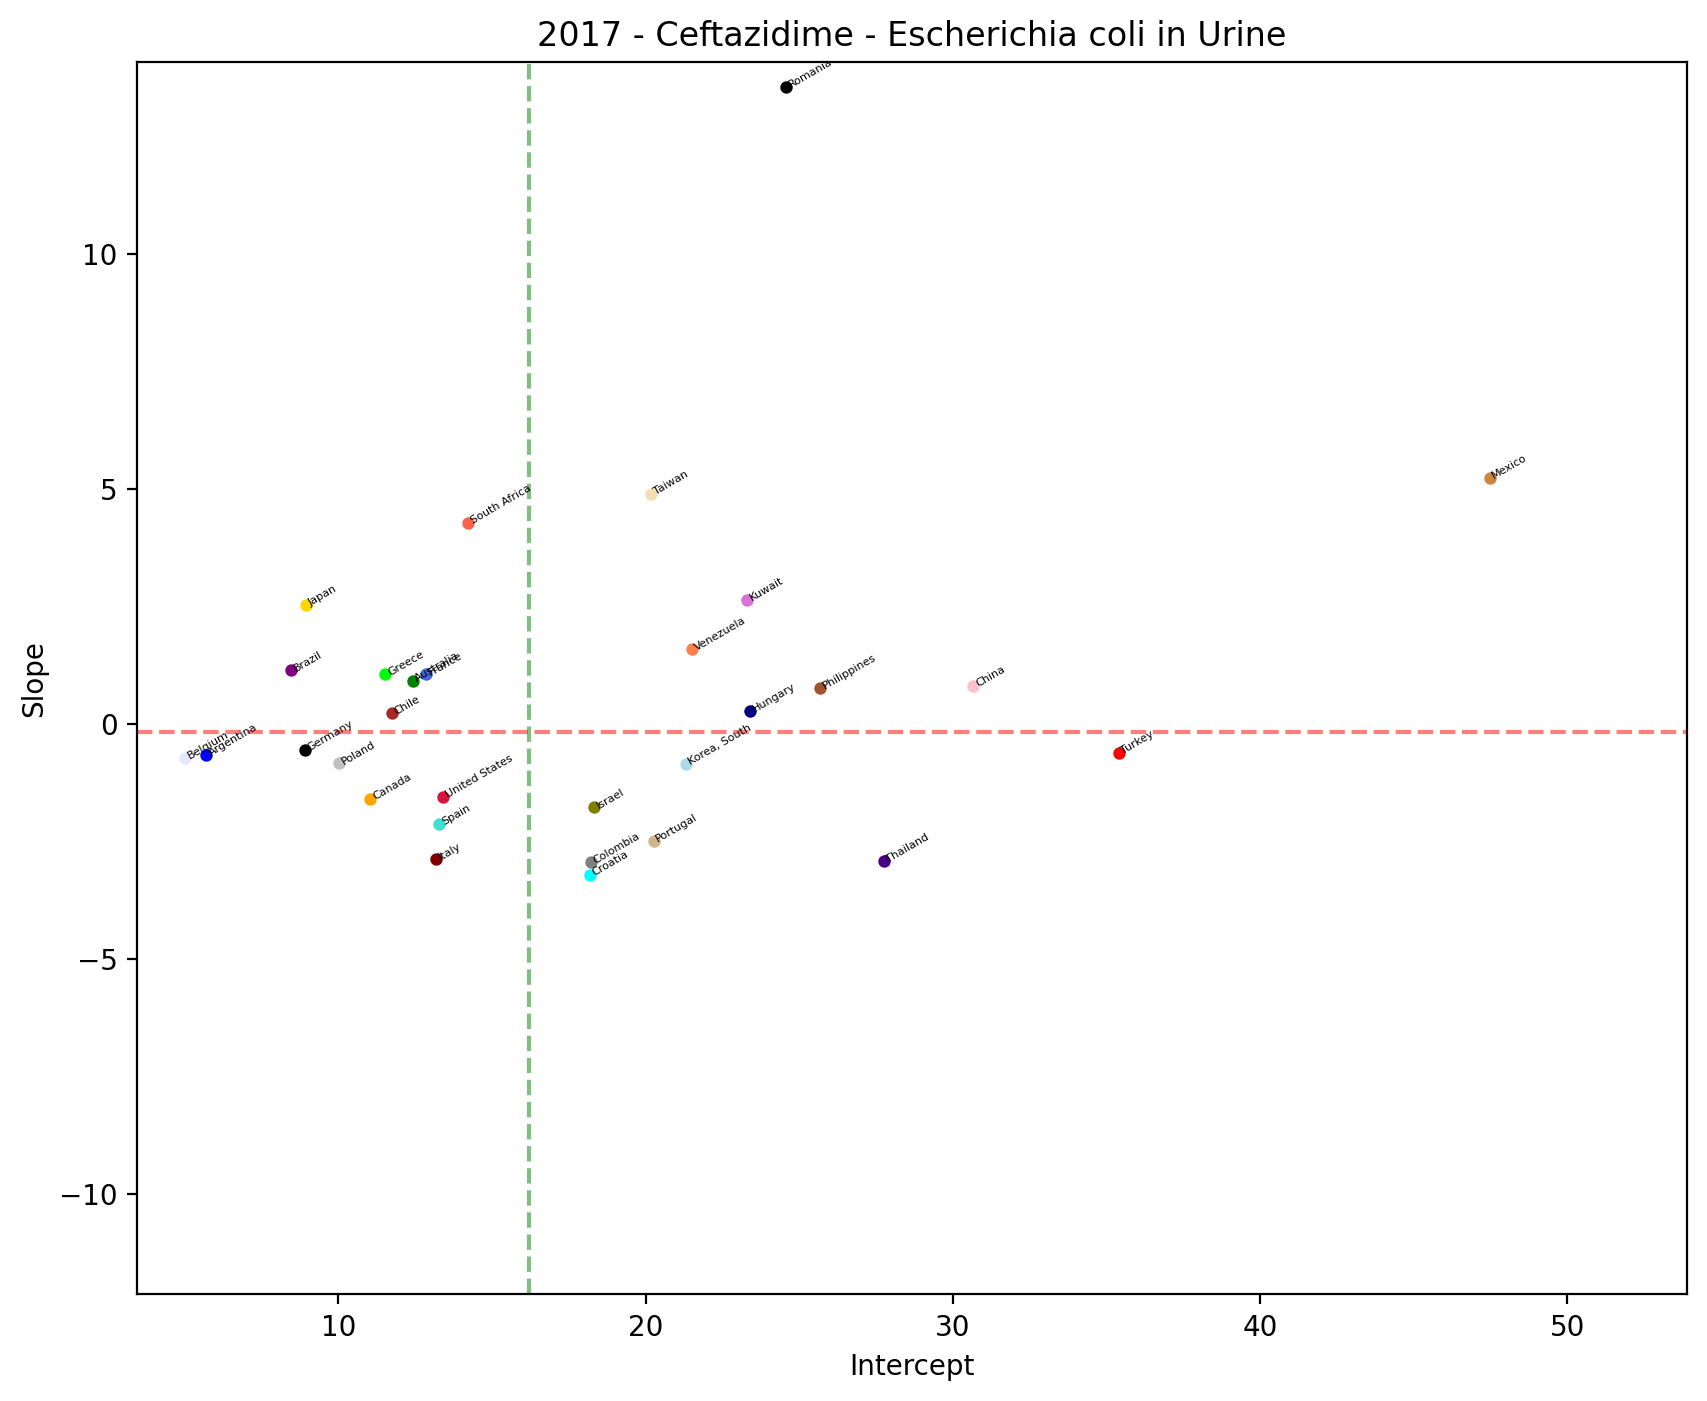 2017 - Ceftazidime - Escherichia coli in Urine
Romania
10
Mexico
Taiwan
5
South Africa
Kuwait
Japan
Venezuela
Brazil
Greece
Australia
France
Philippines
China
Slope
Chile
Hungary
0
Belgium
Argentina
Germany
Poland
Korea, South
Turkey
Canada
United States
Israel
Spain
Portugal
Italy
Colombia
Croatia
Thailand
−5
−10
10
20
30
40
50
Intercept